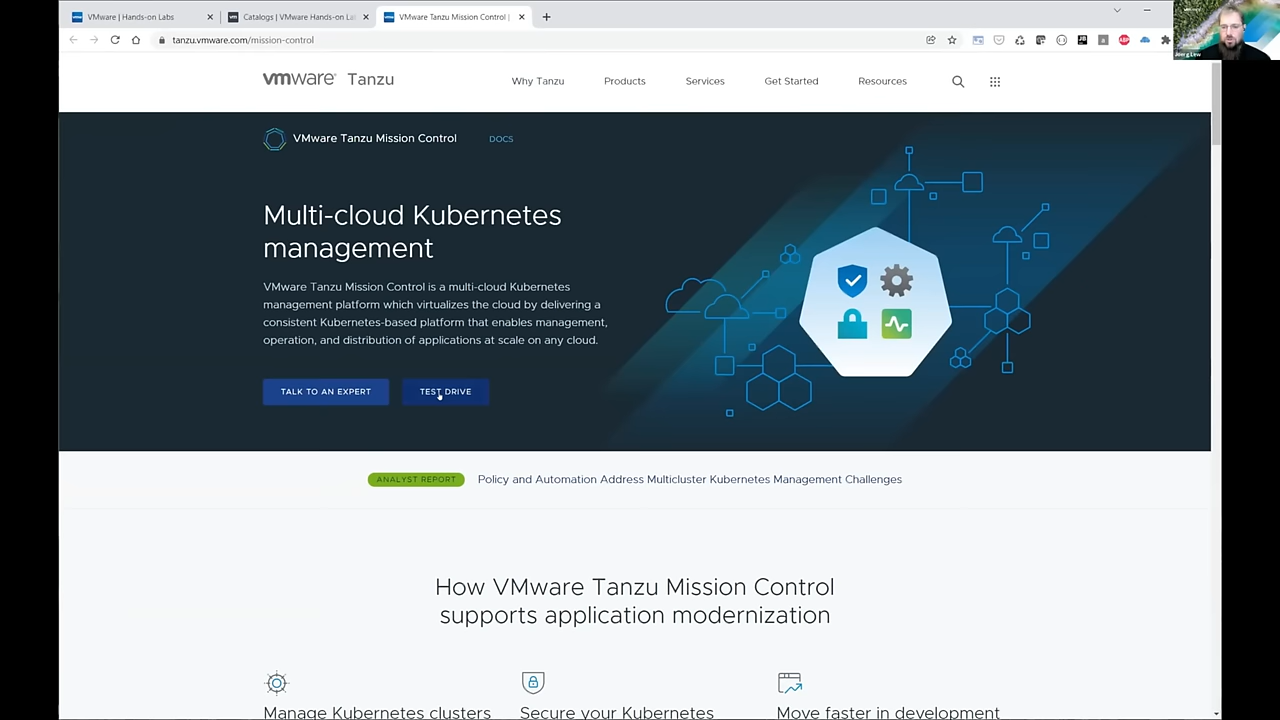 VMware | Hands-on Labs
Catalogs | VMware Hands-on La
VMware Tanzu Mission Control |
tanzu.vmware.com/mission-control
Joerg Lew
vmware Tanzu
Why Tanzu
Products
Services
Get Started
Resources
VMware Tanzu Mission Control
DOCS
Multi-cloud Kubernetes
management
VMware Tanzu Mission Control is a multi-cloud Kubernetes
management platform which virtualizes the cloud by delivering a
consistent Kubernetes-based platform that enables management,
operation, and distribution of applications at scale on any cloud.
TALK TO AN EXPERT
TEST DRIVE
ANALYST REPORT
Policy and Automation Address Multicluster Kubernetes Management Challenges
How VMware Tanzu Mission Control
supports application modernization
Manage Kubernetes clusters
Secure your Kubernetes
Move faster in development